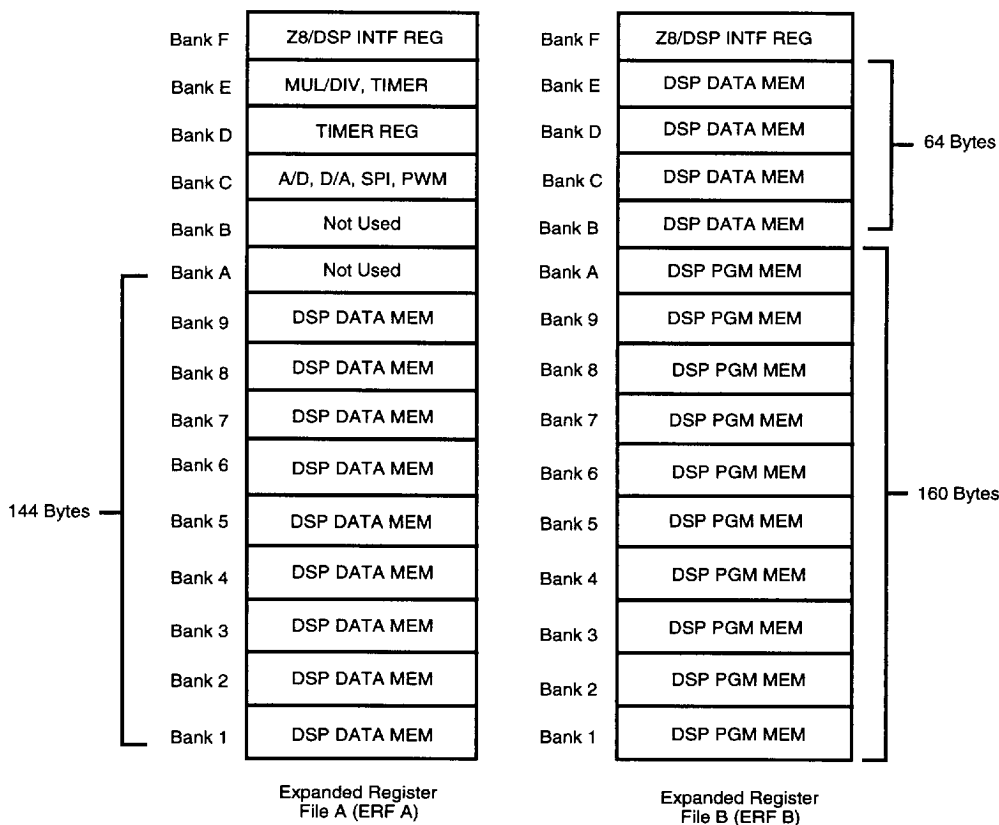 Bank F Z8/DSP INTF REG
Bank E MUL/DIV, TIMER
Bank D TIMER REG
Bank C A/D, D/A, SPI, PWM
Bank B Not Used
Bank A Not Used
Bank 9 DSP DATA MEM
Bank 8 DSP DATA MEM
Bank 7 DSP DATA MEM
Bank 6 DSP DATA MEM
Bank 5 DSP DATA MEM
Bank 4 DSP DATA MEM
Bank 3 DSP DATA MEM
Bank 2 DSP DATA MEM
Bank 1 DSP DATA MEM
144 Bytes
Expanded Register
File A (ERF A)
Bank F Z8/DSP INTF REG
Bank E DSP DATA MEM
Bank D DSP DATA MEM
Bank C DSP DATA MEM
Bank B DSP DATA MEM
Bank A DSP PGM MEM
Bank 9 DSP PGM MEM
Bank 8 DSP PGM MEM
Bank 7 DSP PGM MEM
Bank 6 DSP PGM MEM
Bank 5 DSP PGM MEM
Bank 4 DSP PGM MEM
Bank 3 DSP PGM MEM
Bank 2 DSP PGM MEM
Bank 1 DSP PGM MEM
64 Bytes
160 Bytes
Expanded Register
File B (ERF B)